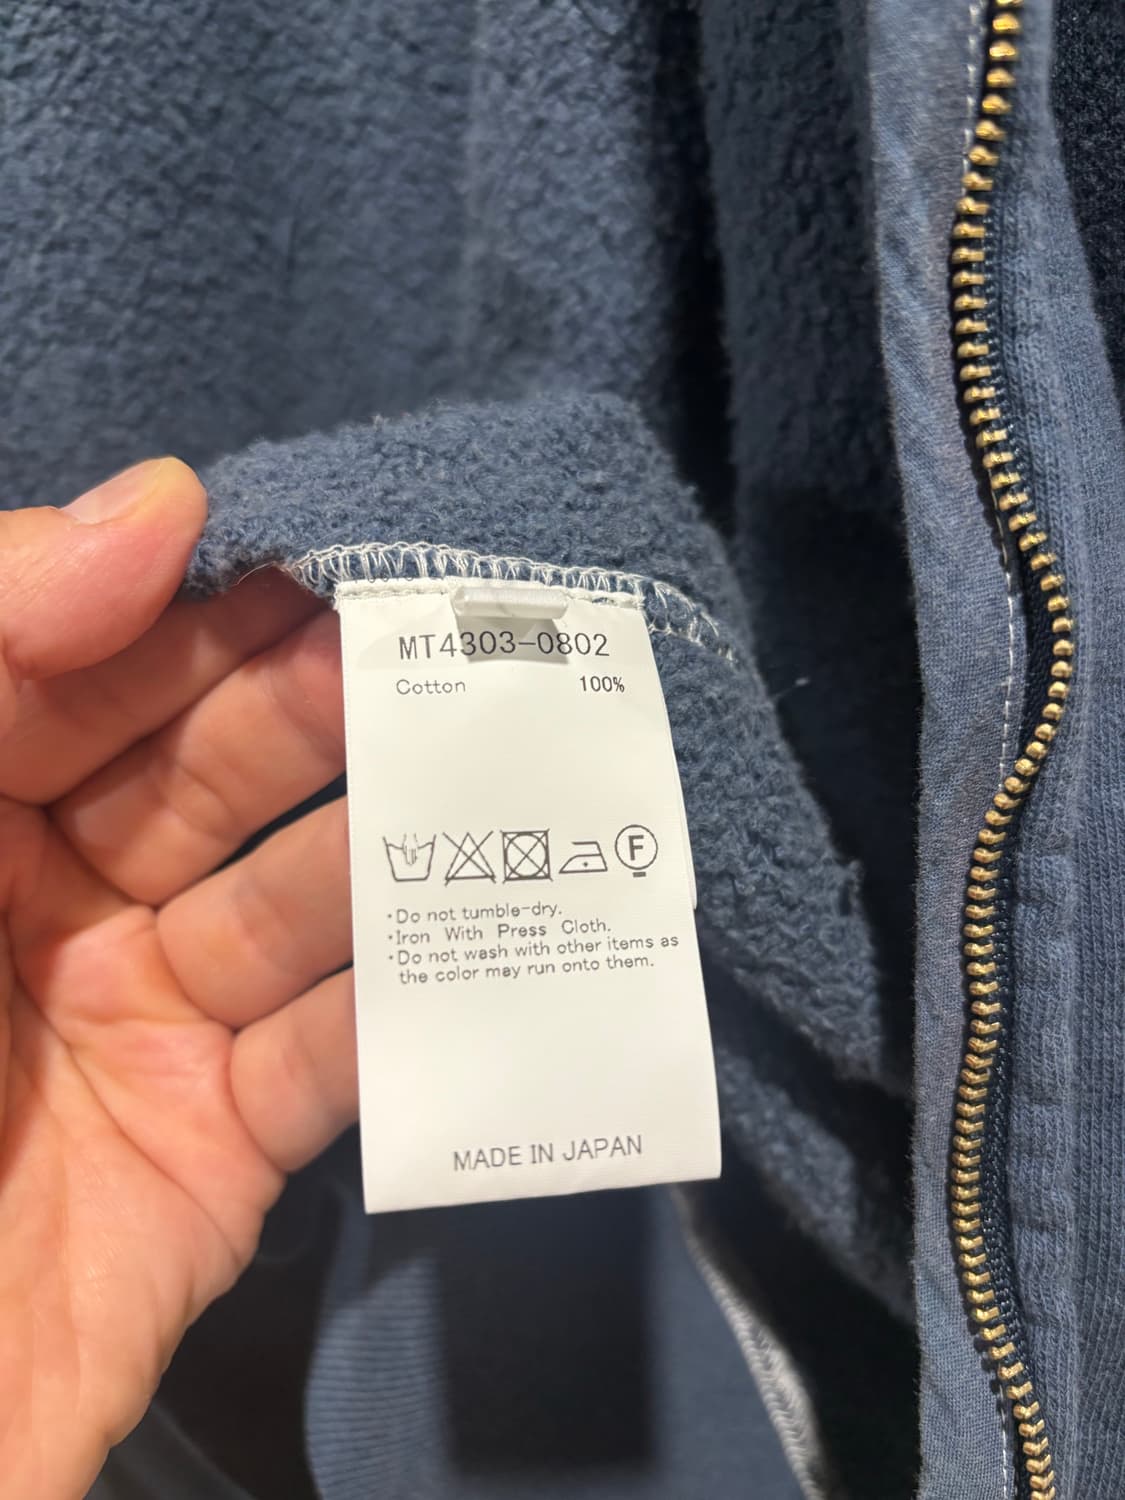 MT4303-0802
Cotton 100%
F
・Do not tumble-dry.
・Iron With Press Cloth.
・Do not wash with other items as
the color may run onto them.
MADE IN JAPAN